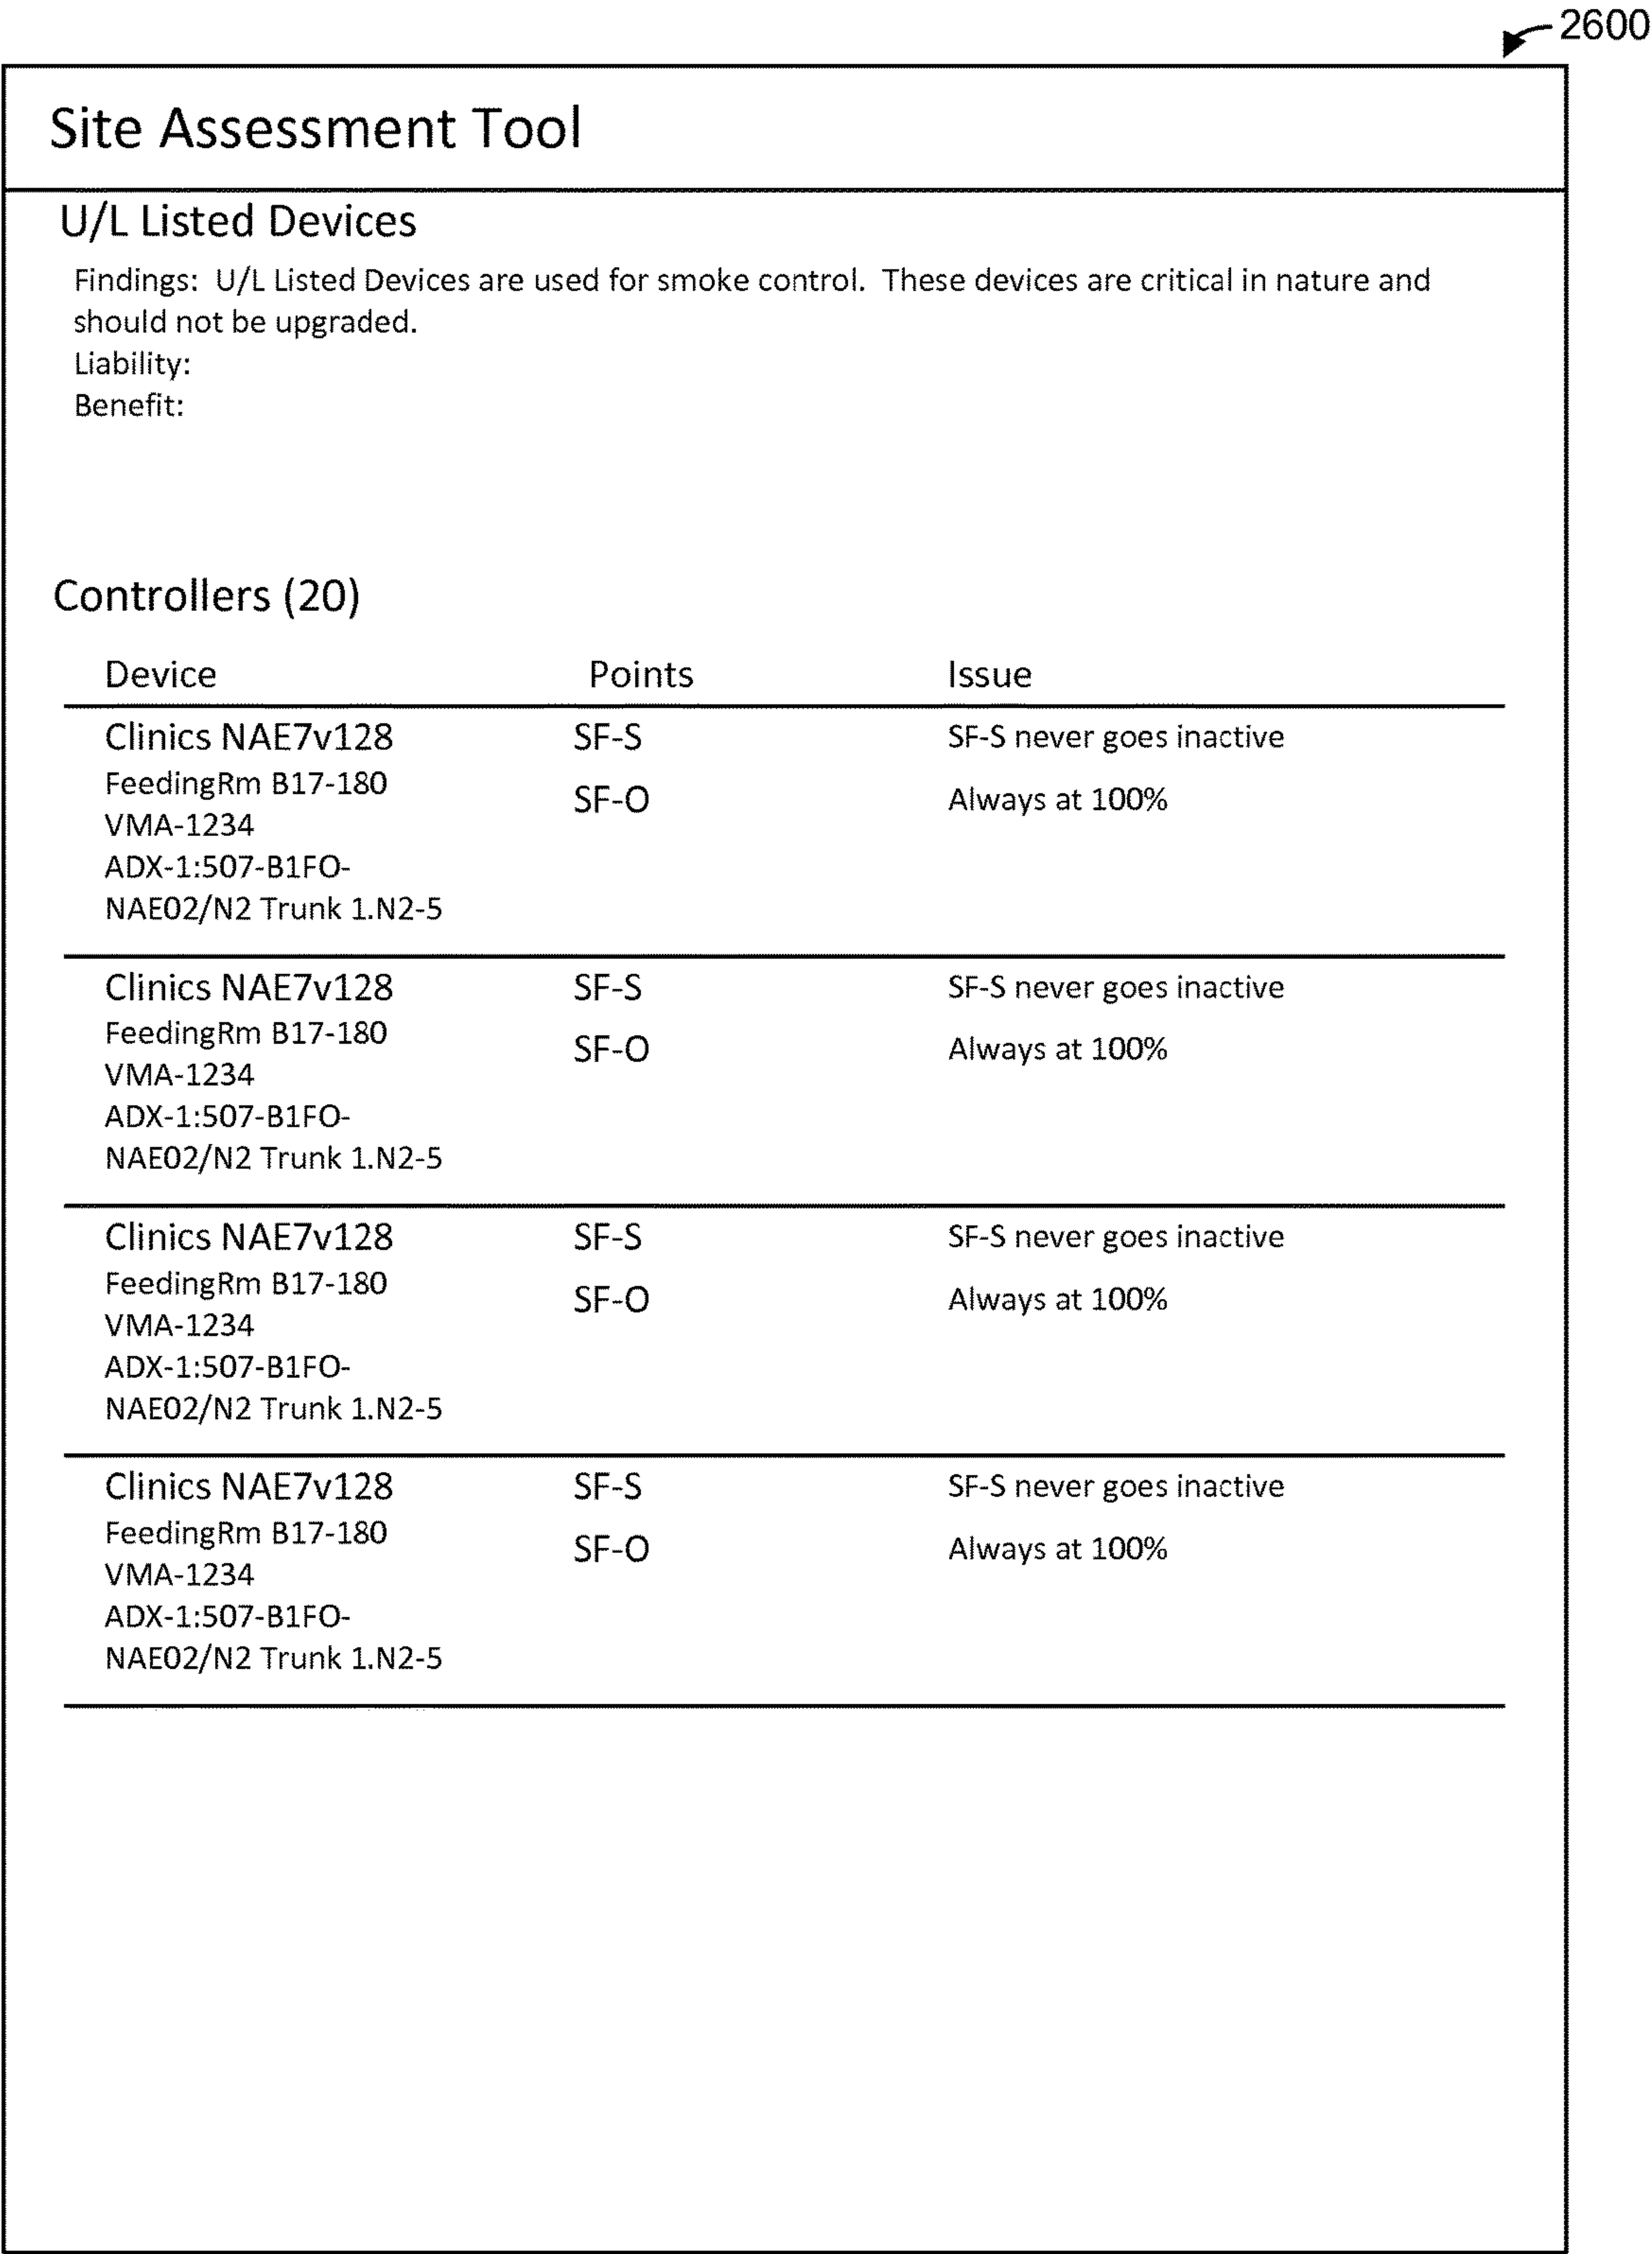 2600
Site Assessment Tool
U/L Listed Devices
Findings: U/L Listed Devices are used for smoke control. These devices are critical in nature and
should not be upgraded.
Liability:
Benefit:
Controllers (20)
Device Points Issue
Clinics NAE7v128 SF-S SF-S never goes inactive
FeedingRm B17-180
SF-O Always at 100%
VMA-1234
ADX-1:507-B1FO-
NAE02/N2 Trunk 1.N2-5
Clinics NAE7v128 SF-S SF-S never goes inactive
FeedingRm B17-180
SF-O Always at 100%
VMA-1234
ADX-1:507-B1FO-
NAE02/N2 Trunk 1.N2-5
Clinics NAE7v128 SF-S SF-S never goes inactive
FeedingRm B17-180
SF-O Always at 100%
VMA-1234
ADX-1:507-B1FO-
NAE02/N2 Trunk 1.N2-5
Clinics NAE7v128 SF-S SF-S never goes inactive
FeedingRm B17-180
SF-O Always at 100%
VMA-1234
ADX-1:507-B1FO-
NAE02/N2 Trunk 1.N2-5